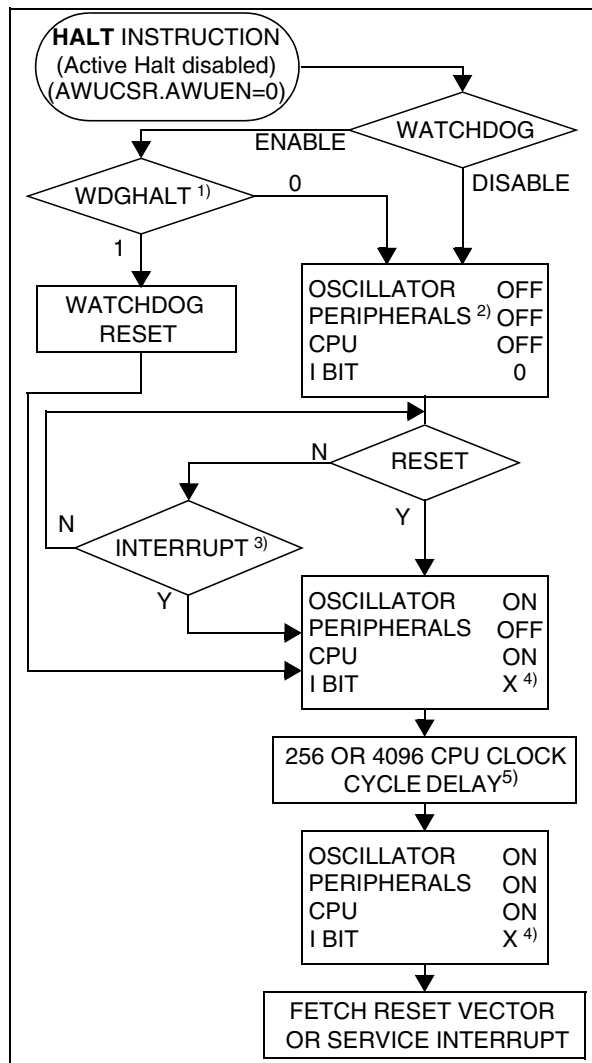 HALT INSTRUCTION
(Active Halt disabled)
(AWUCSR.AWUEN=0)
WATCHDOG
ENABLE
DISABLE
WDGHALT 1)
0
1
WATCHDOG
RESET
OSCILLATOR OFF
PERIPHERALS 2) OFF
CPU OFF
I BIT 0
RESET
N
Y
INTERRUPT 3)
N
Y
OSCILLATOR ON
PERIPHERALS OFF
CPU ON
I BIT X 4)
256 OR 4096 CPU CLOCK
CYCLE DELAY5)
OSCILLATOR ON
PERIPHERALS ON
CPU ON
I BIT X 4)
FETCH RESET VECTOR
OR SERVICE INTERRUPT